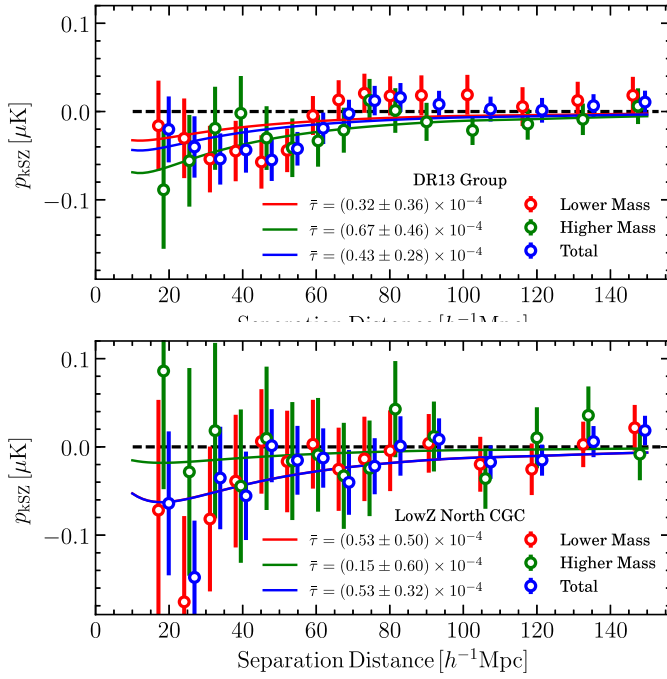 0.1
0.0
−0.1
p_kSZ [μK]
DR13 Group
τ̄ = (0.32 ± 0.36) × 10⁻⁴
Lower Mass
τ̄ = (0.67 ± 0.46) × 10⁻⁴
Higher Mass
τ̄ = (0.43 ± 0.28) × 10⁻⁴
Total
0 20 40 60 80 100 120 140
Separation Distance [h⁻¹Mpc]
0.1
0.0
−0.1
p_kSZ [μK]
LowZ North CGC
τ̄ = (0.53 ± 0.50) × 10⁻⁴
Lower Mass
τ̄ = (0.15 ± 0.60) × 10⁻⁴
Higher Mass
τ̄ = (0.53 ± 0.32) × 10⁻⁴
Total
0 20 40 60 80 100 120 140
Separation Distance [h⁻¹Mpc]